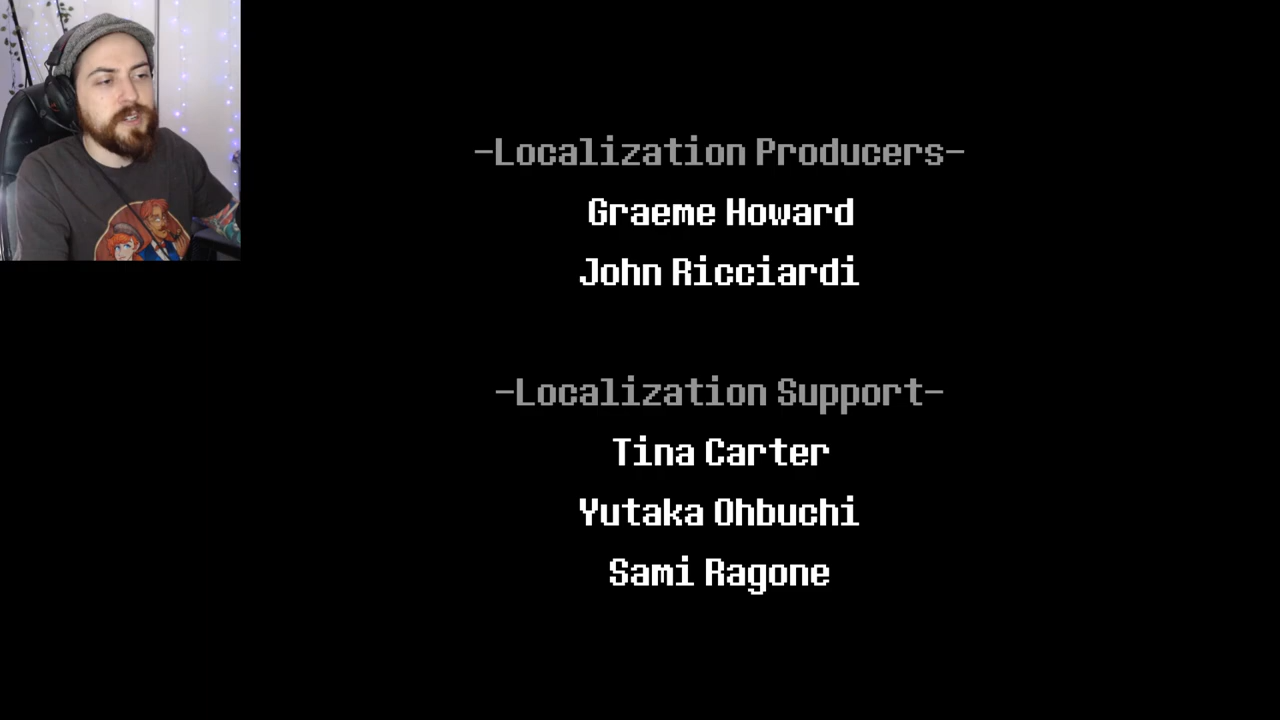 -Localization Producers-
Graeme Howard
John Ricciardi
-Localization Support-
Tina Carter
Yutaka Ohbuchi
Sami Ragone